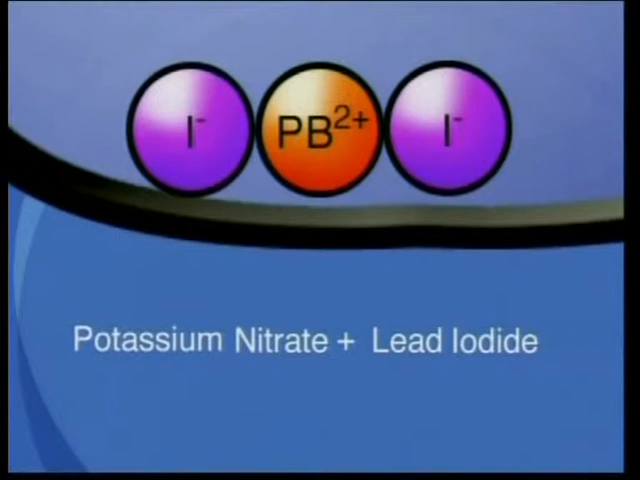 I⁻ PB²⁺ I⁻
Potassium Nitrate + Lead Iodide